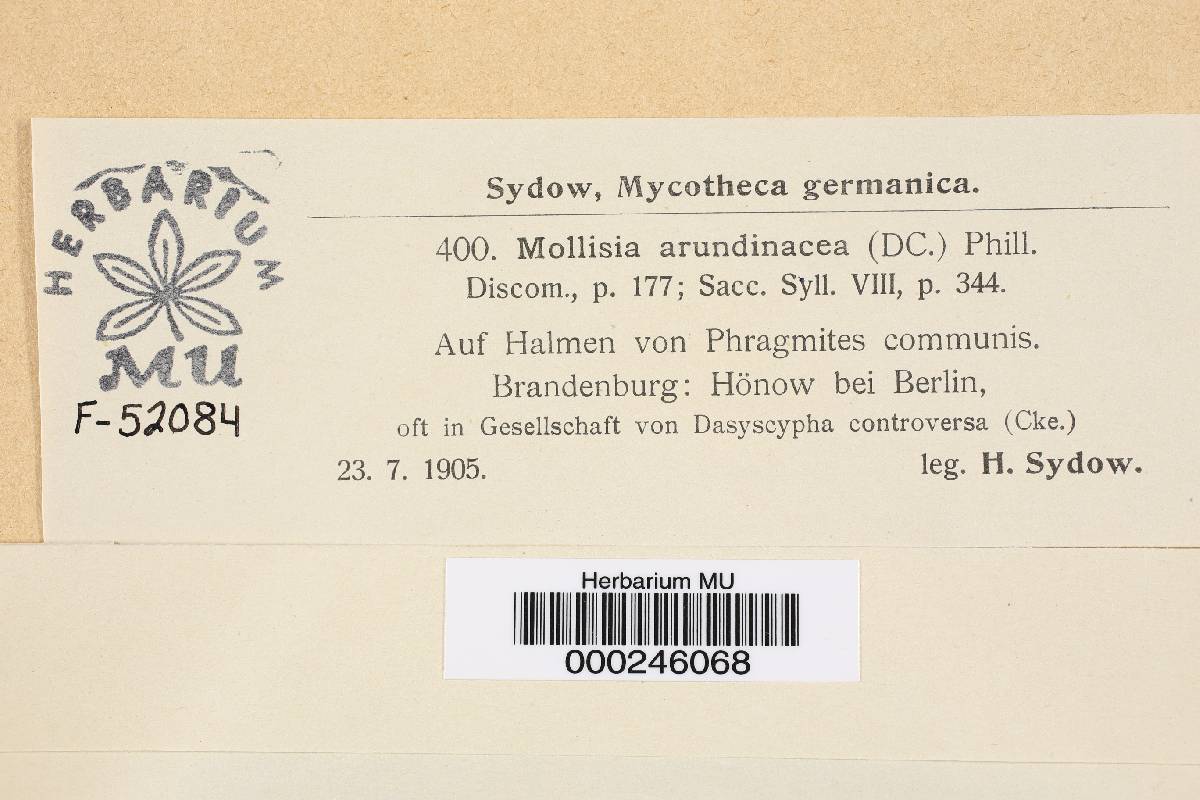 HERBARIUM
MU
F-52084
Sydow, Mycotheca germanica.
400. Mollisia arundinacea (DC.) Phill.
Discom., p. 177; Sacc. Syll. VIII, p. 344.
Auf Halmen von Phragmites communis.
Brandenburg: Hönow bei Berlin,
oft in Gesellschaft von Dasyscypha controversa (Cke.)
23. 7. 1905. leg. H. Sydow.
Herbarium MU
000246068